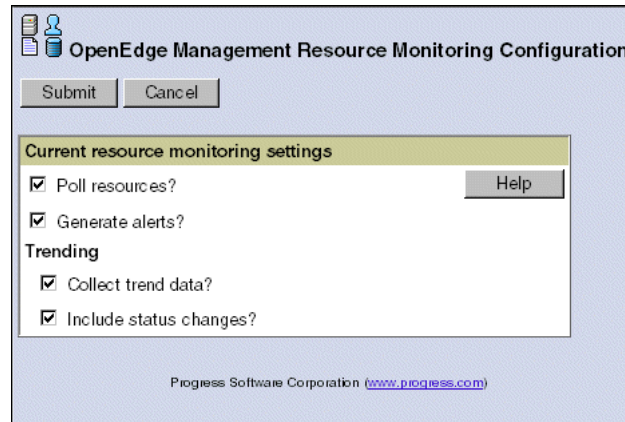 OpenEdge Management Resource Monitoring Configuration
Submit Cancel
Current resource monitoring settings
Poll resources? Help
Generate alerts?
Trending
Collect trend data?
Include status changes?
Progress Software Corporation (www.progress.com)